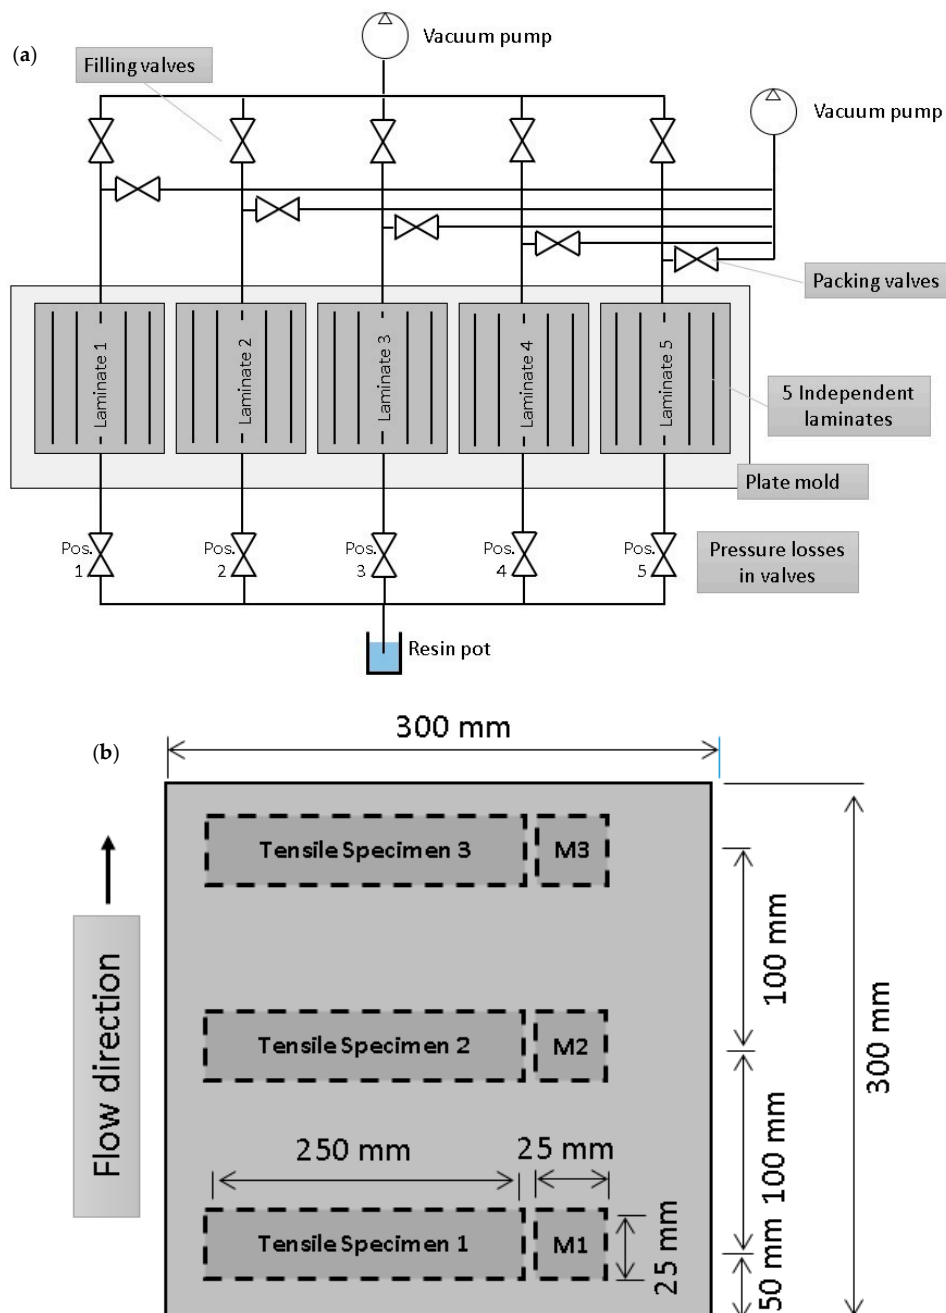 (a)
Vacuum pump
Filling valves
Vacuum pump
Packing valves
Laminate 1
Laminate 2
Laminate 3
Laminate 4
Laminate 5
5 Independent
laminates
Plate mold
Pos.
1
Pos.
2
Pos.
3
Pos.
4
Pos.
5
Pressure losses
in valves
Resin pot
(b)
300 mm
Tensile Specimen 3
M3
100 mm
Flow direction
Tensile Specimen 2
M2
300 mm
250 mm
25 mm
100 mm
Tensile Specimen 1
M1
25 mm
50 mm